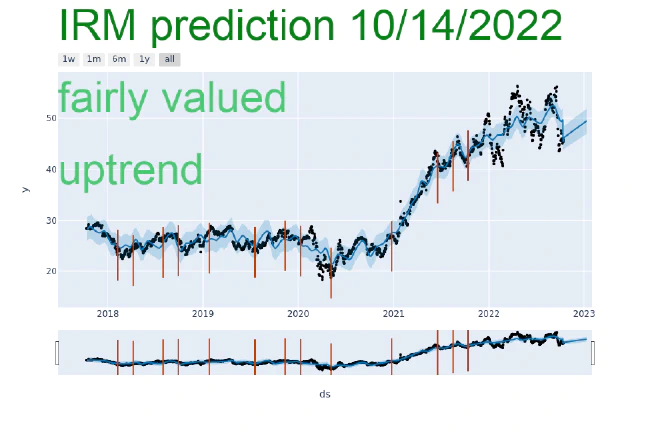 IRM prediction 10/14/2022
1w 1m 6m 1y all
fairly valued
50
uptrend
40
y
30
20
2018 2019 2020 2021 2022 2023
ds